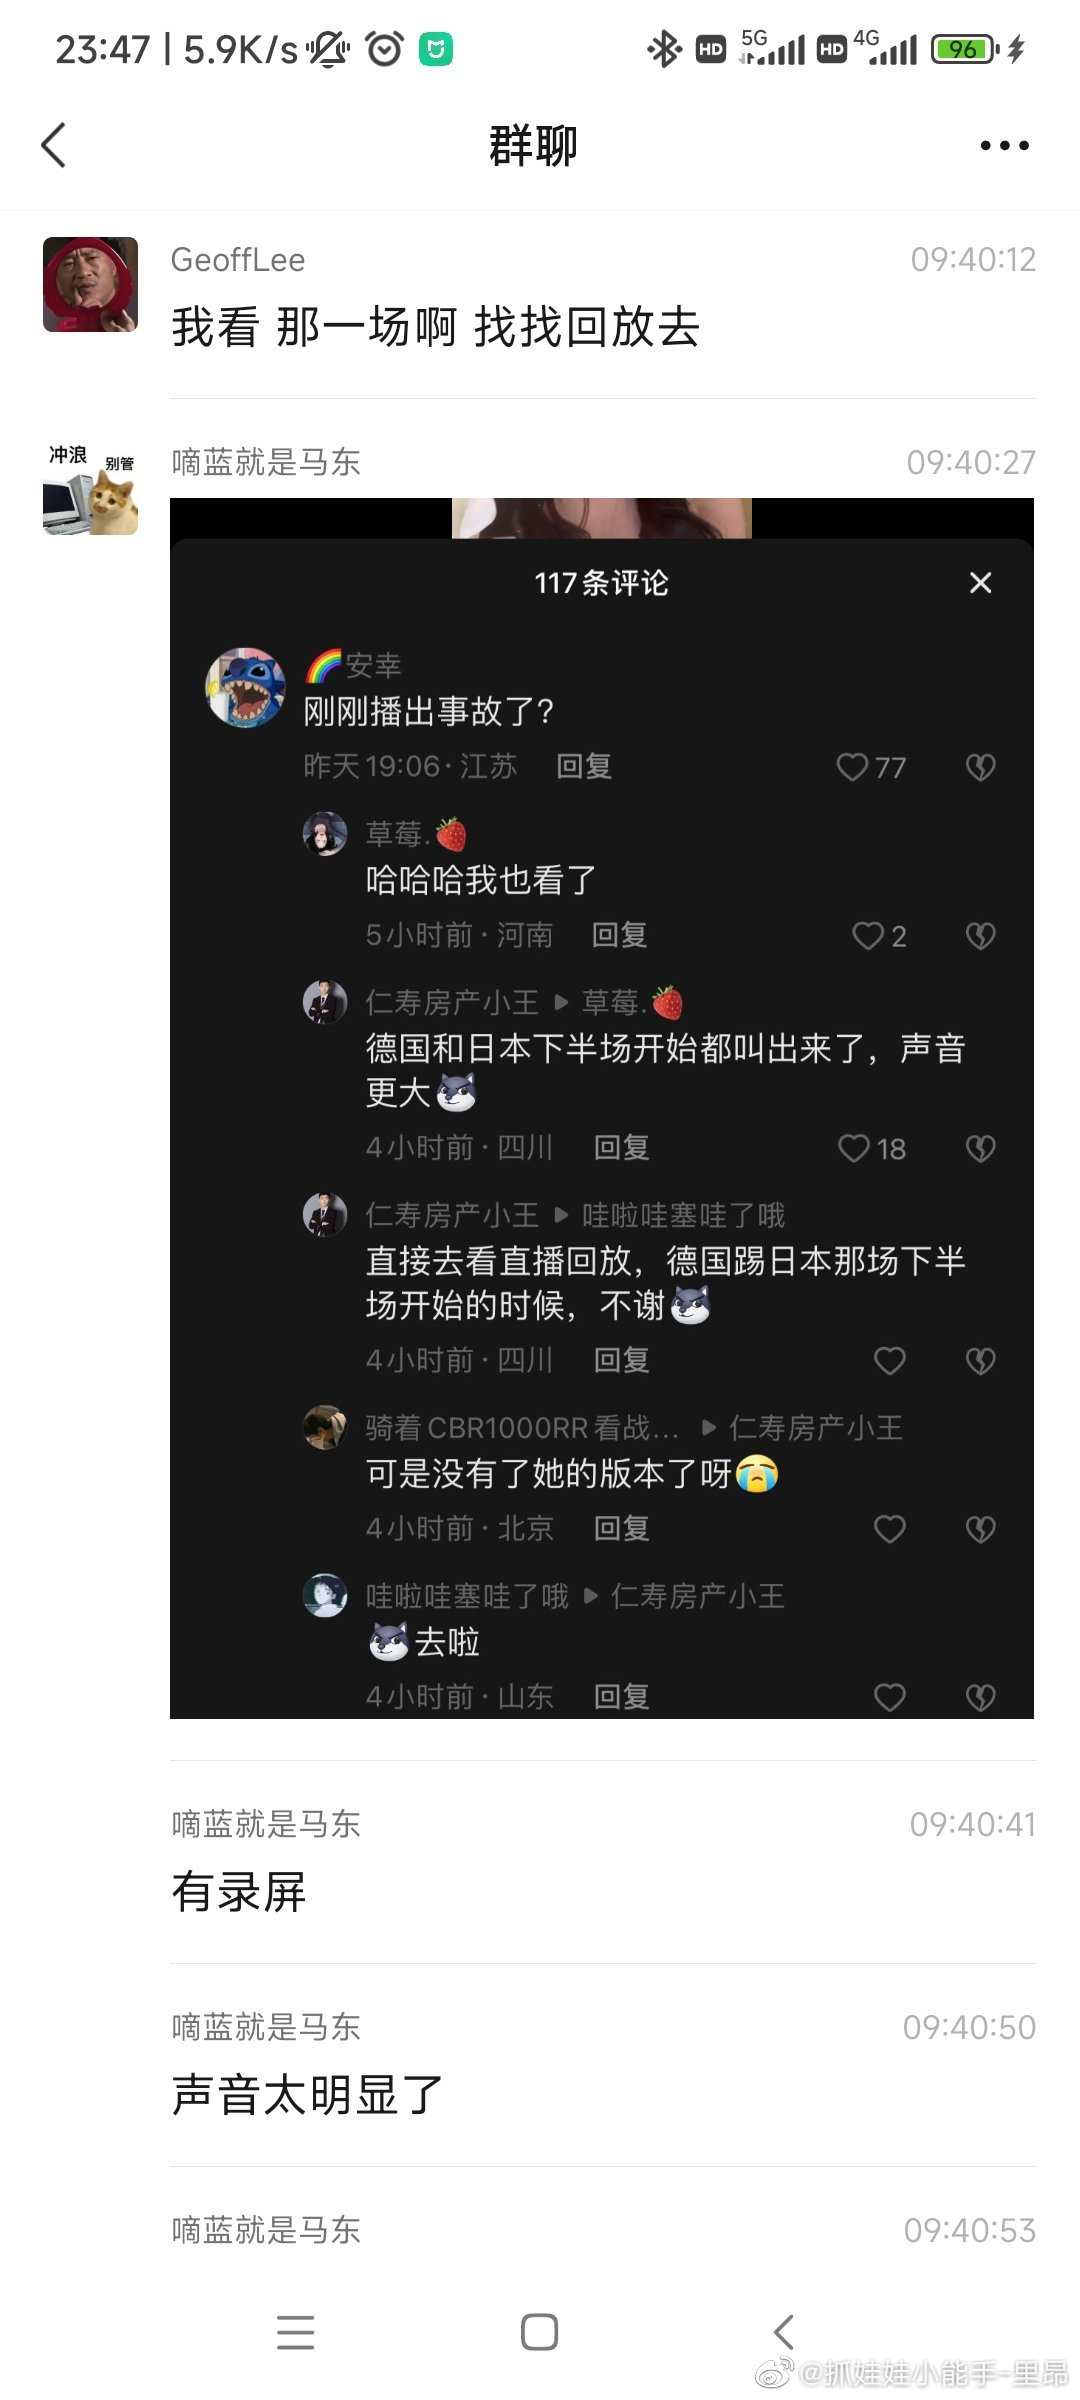 23:47 | 5.9K/s HD 5G HD 4G 96
群聊
GeoffLee 09:40:12
我看 那一场啊 找找回放去
冲浪 别管
嘀蓝就是马东 09:40:27
117条评论
安幸
刚刚播出事故了?
昨天19:06·江苏 回复 77
草莓.
哈哈哈我也看了
5小时前·河南 回复 2
仁寿房产小王 草莓.
德国和日本下半场开始都叫出来了，声音
更大
4小时前·四川 回复 18
仁寿房产小王 哇啦哇塞哇了哦
直接去看直播回放，德国踢日本那场下半
场开始的时候，不谢
4小时前·四川 回复
骑着CBR1000RR看战... 仁寿房产小王
可是没有了她的版本了呀
4小时前·北京 回复
哇啦哇塞哇了哦 仁寿房产小王
去啦
4小时前·山东 回复
嘀蓝就是马东 09:40:41
有录屏
嘀蓝就是马东 09:40:50
声音太明显了
嘀蓝就是马东 09:40:53
@抓娃娃小能手-里昂